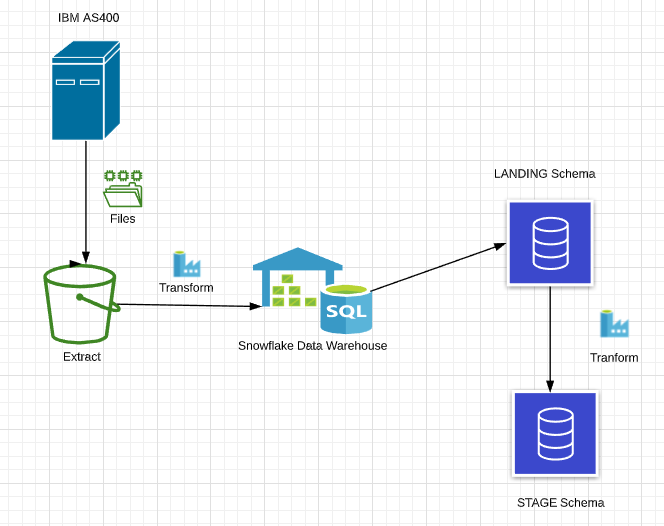 IBM AS400
Files
LANDING Schema
Transform
SQL
Extract
Snowflake Data Warehouse
Tranform
STAGE Schema